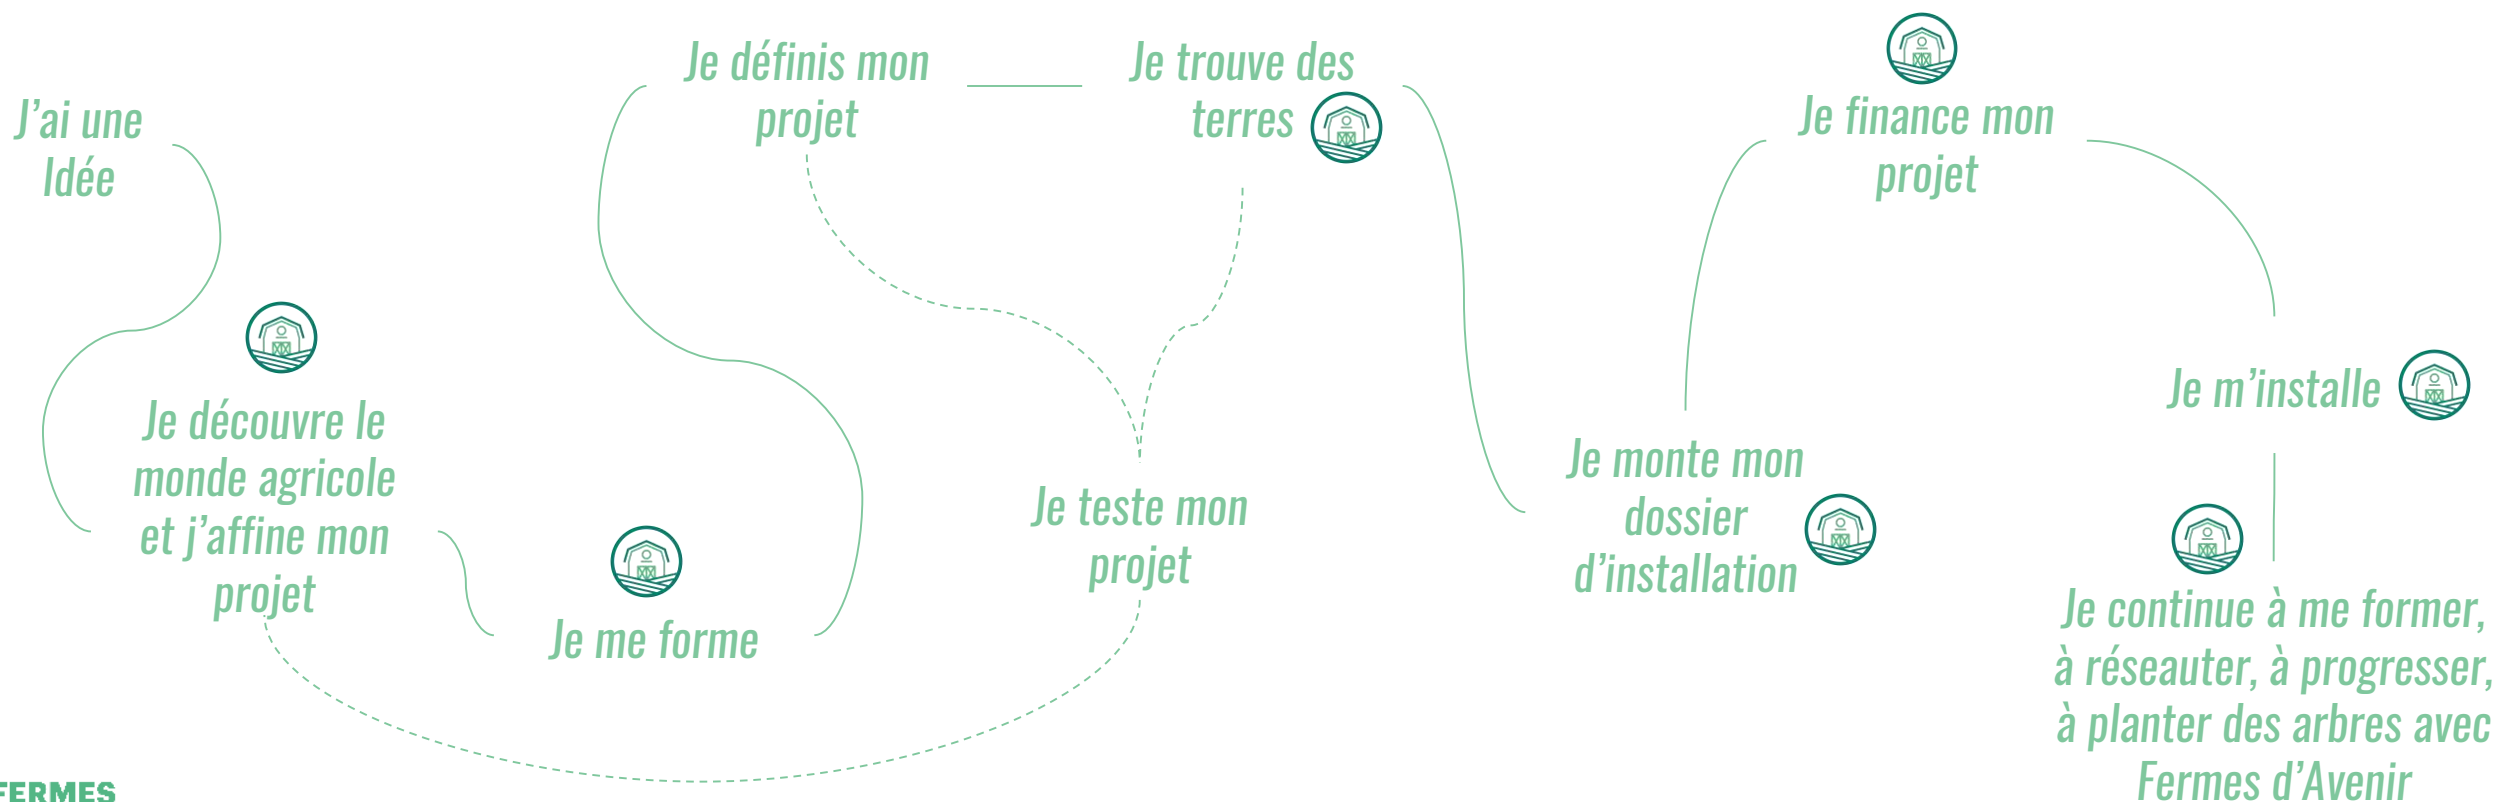 J’ai une
Idée
Je découvre le
monde agricole
et j’affine mon
projet
Je me forme
Je définis mon
projet
Je trouve des
terres
Je teste mon
projet
Je monte mon
dossier
d’installation
Je finance mon
projet
Je m’installe
Je continue à me former,
à réseauter, à progresser,
à planter des arbres avec
Fermes d’Avenir
FERMES